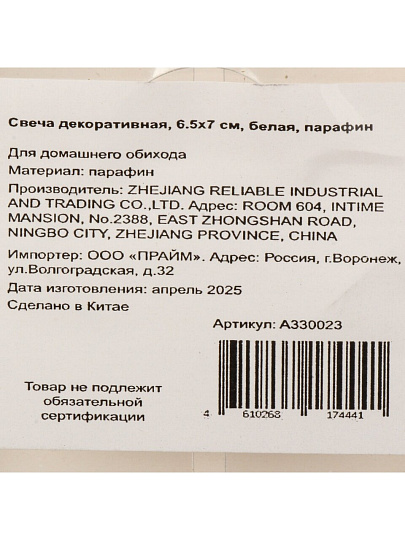 Свеча декоративная, 6.5х7 см, белая, парафин
Для домашнего обихода
Материал: парафин
Производитель: ZHEJIANG RELIABLE INDUSTRIAL
AND TRADING CO.,LTD. Адрес: ROOM 604, INTIME
MANSION, No.2388, EAST ZHONGSHAN ROAD,
NINGBO CITY, ZHEJIANG PROVINCE, CHINA
Импортер: ООО «ПРАЙМ». Адрес: Россия, г.Воронеж,
ул.Волгоградская, д.32
Дата изготовления: апрель 2025
Сделано в Китае
Артикул: А330023
Товар не подлежит
обязательной
сертификации
4 610268 174441